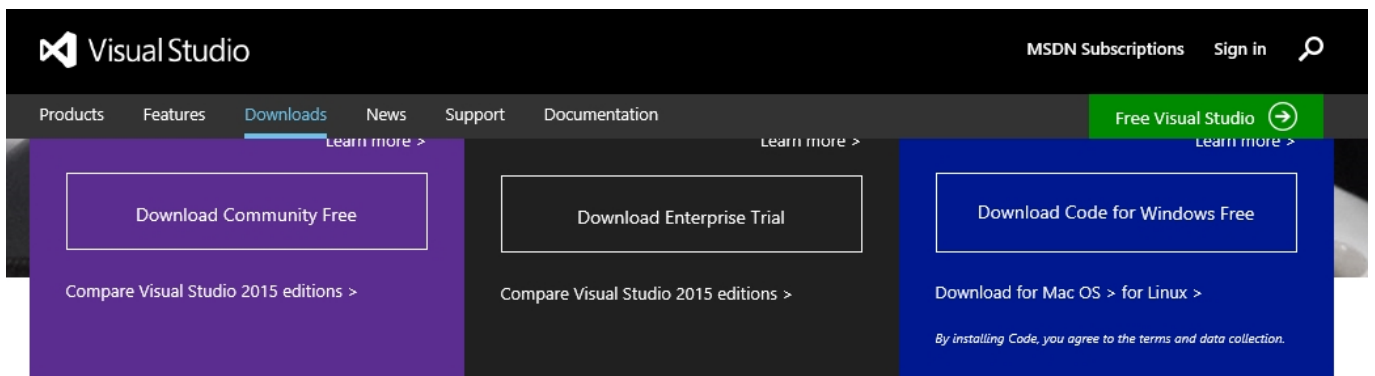 Visual Studio
MSDN Subscriptions Sign in
Products Features Downloads News Support Documentation
Free Visual Studio
Learn more >
Learn more >
Learn more >
Download Community Free
Download Enterprise Trial
Download Code for Windows Free
Compare Visual Studio 2015 editions >
Compare Visual Studio 2015 editions >
Download for Mac OS > for Linux >
By installing Code, you agree to the terms and data collection.